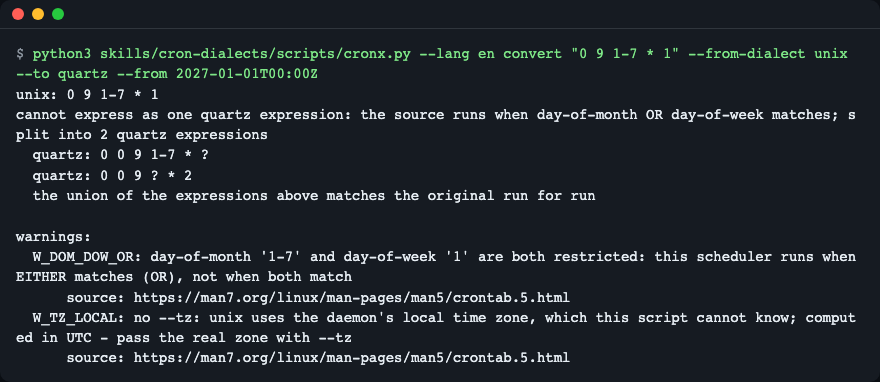 $ python3 skills/cron-dialects/scripts/cronx.py --lang en convert "0 9 1-7 * 1" --from-dialect unix
--to quartz --from 2027-01-01T00:00Z
unix: 0 9 1-7 * 1
cannot express as one quartz expression: the source runs when day-of-month OR day-of-week matches; s
plit into 2 quartz expressions
  quartz: 0 0 9 1-7 * ?
  quartz: 0 0 9 ? * 2
  the union of the expressions above matches the original run for run

warnings:
  W_DOM_DOW_OR: day-of-month '1-7' and day-of-week '1' are both restricted: this scheduler runs when
EITHER matches (OR), not when both match
      source: https://man7.org/linux/man-pages/man5/crontab.5.html
  W_TZ_LOCAL: no --tz: unix uses the daemon's local time zone, which this script cannot know; comput
ed in UTC - pass the real zone with --tz
      source: https://man7.org/linux/man-pages/man5/crontab.5.html